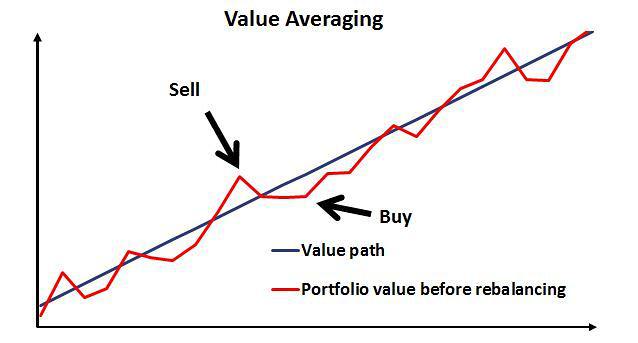 Value Averaging
Sell
Buy
Value path
Portfolio value before rebalancing